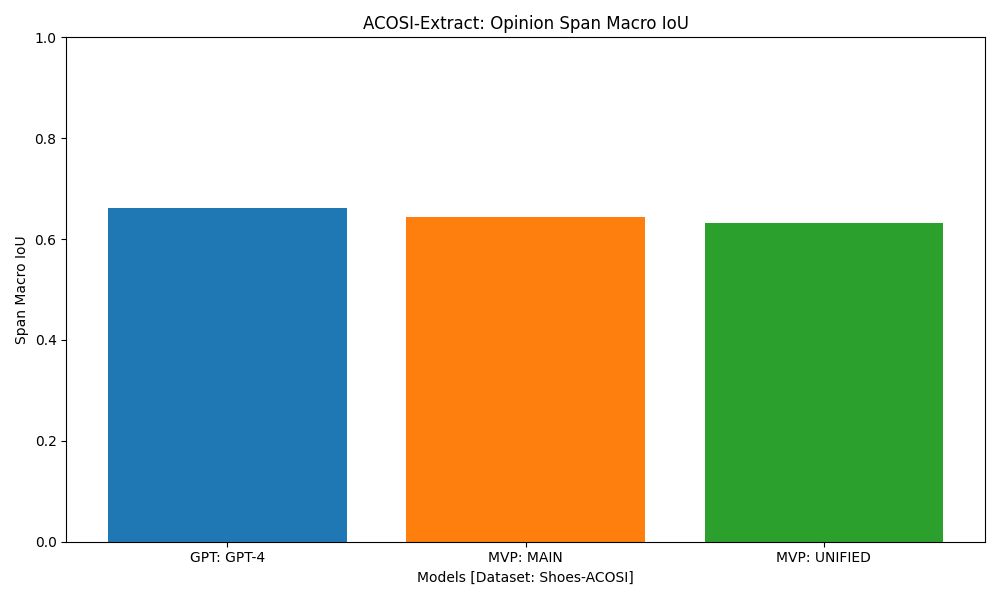 ACOSI-Extract: Opinion Span Macro IoU
1.0
0.8
0.6
0.4
0.2
0.0
Span Macro IoU
GPT: GPT-4
MVP: MAIN
MVP: UNIFIED
Models [Dataset: Shoes-ACOSI]